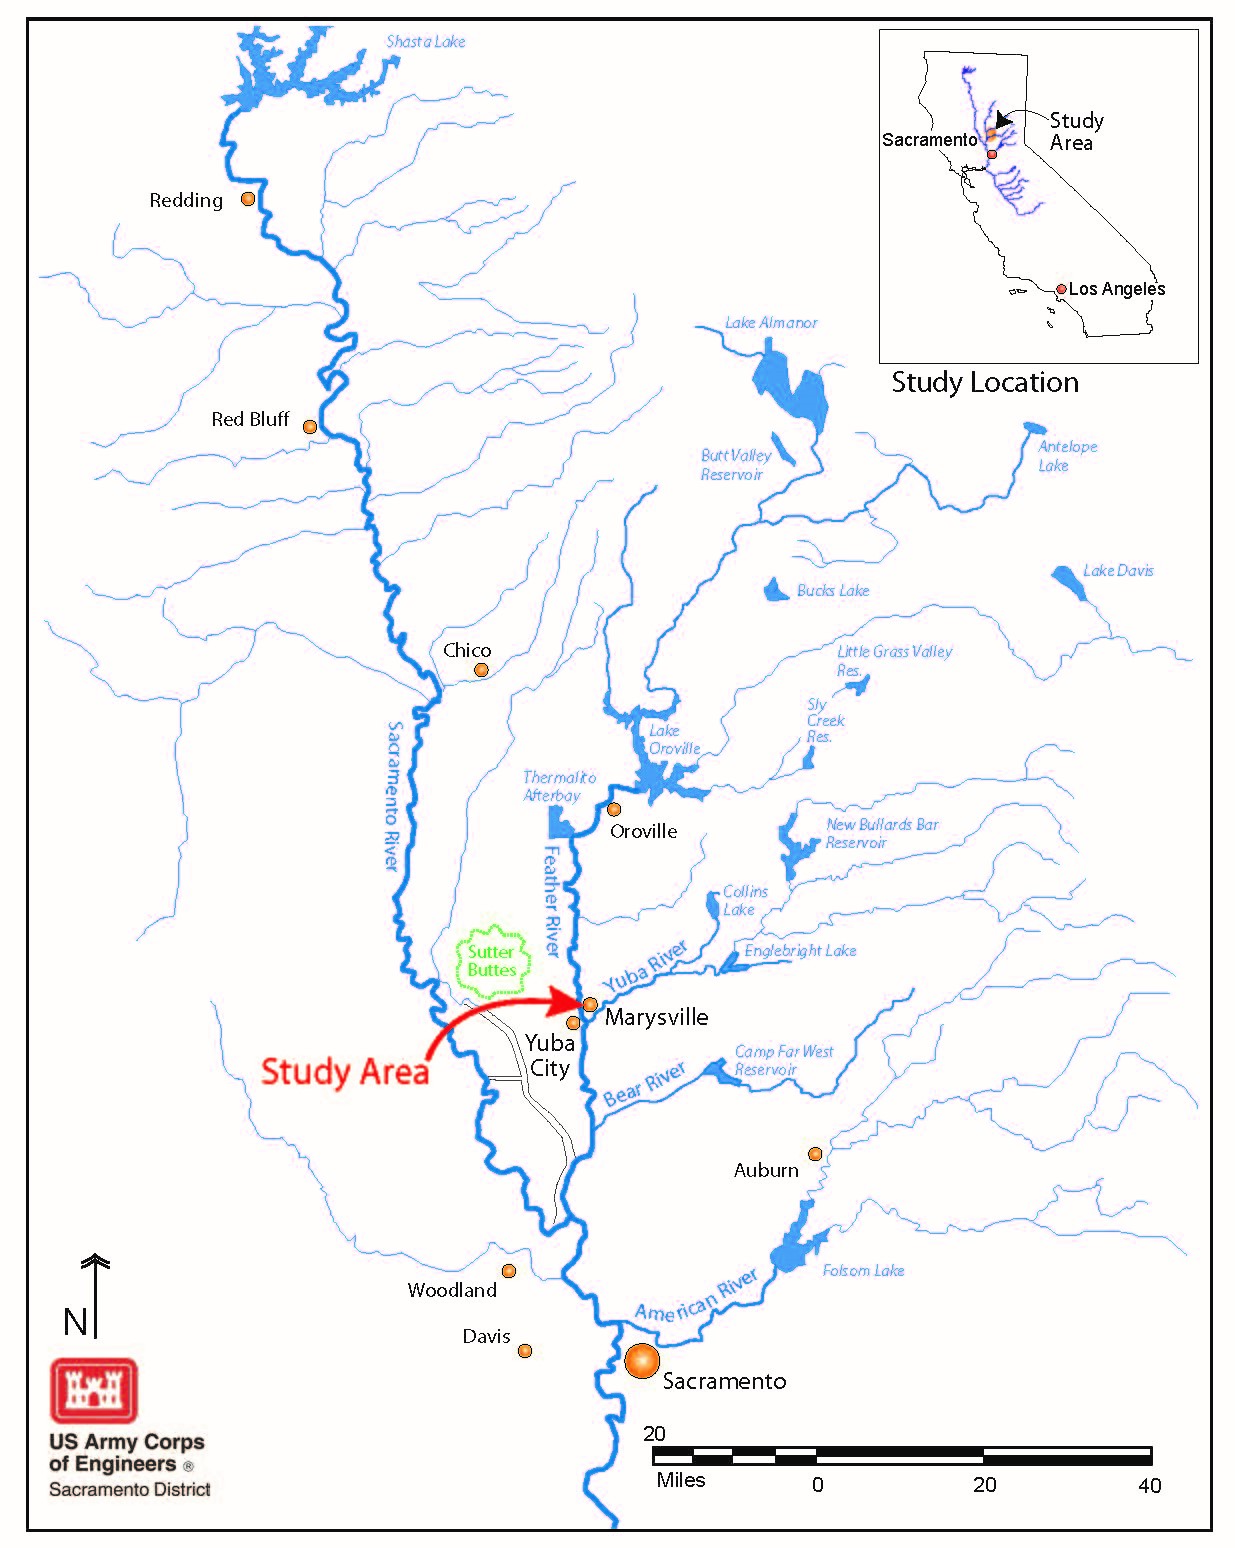 Shasta Lake
Study
Area
Sacramento
Los Angeles
Study Location
Redding
Lake Almanor
Red Bluff
Butt Valley
Reservoir
Antelope
Lake
Bucks Lake
Lake Davis
Chico
Little Grass Valley
Res.
Sly
Creek
Res.
Sacramento River
Lake
Oroville
Thermalito
Afterbay
Oroville
Feather River
New Bullards Bar
Reservoir
Collins
Lake
Sutter
Buttes
Yuba River
Englebright Lake
Marysville
Yuba
City
Study Area
Bear River
Camp Far West
Reservoir
Auburn
Folsom Lake
American River
Woodland
Davis
Sacramento
N
US Army Corps
of Engineers ®
Sacramento District
20
Miles
0
20
40